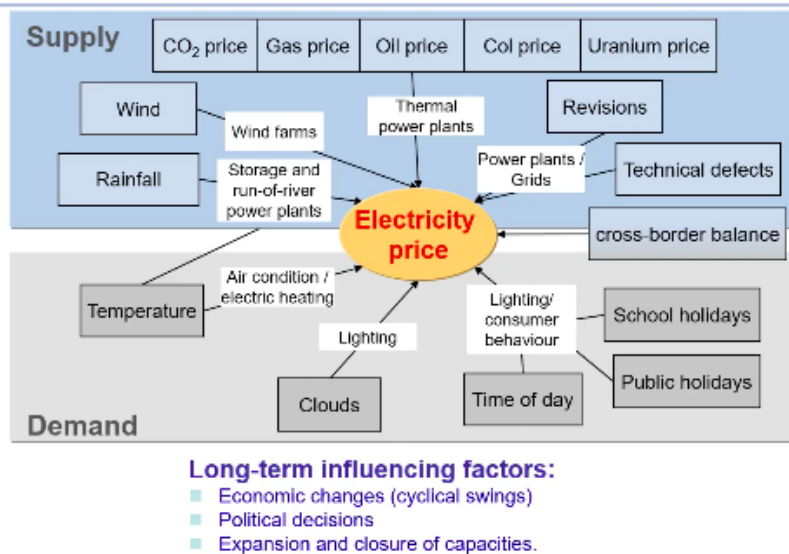 Supply
CO₂ price
Gas price
Oil price
Col price
Uranium price
Wind
Thermal
power plants
Revisions
Wind farms
Rainfall
Storage and
run-of-river
power plants
Power plants /
Grids
Technical defects
Electricity
price
cross-border balance
Temperature
Air condition /
electric heating
Lighting/
consumer
behaviour
School holidays
Lighting
Clouds
Time of day
Public holidays
Demand
Long-term influencing factors:
Economic changes (cyclical swings)
Political decisions
Expansion and closure of capacities.